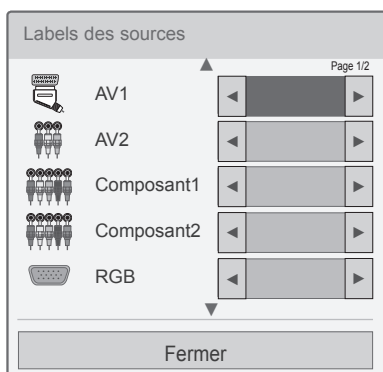 Labels des sources
Page 1/2
AV1
AV2
Composant1
Composant2
RGB
Fermer